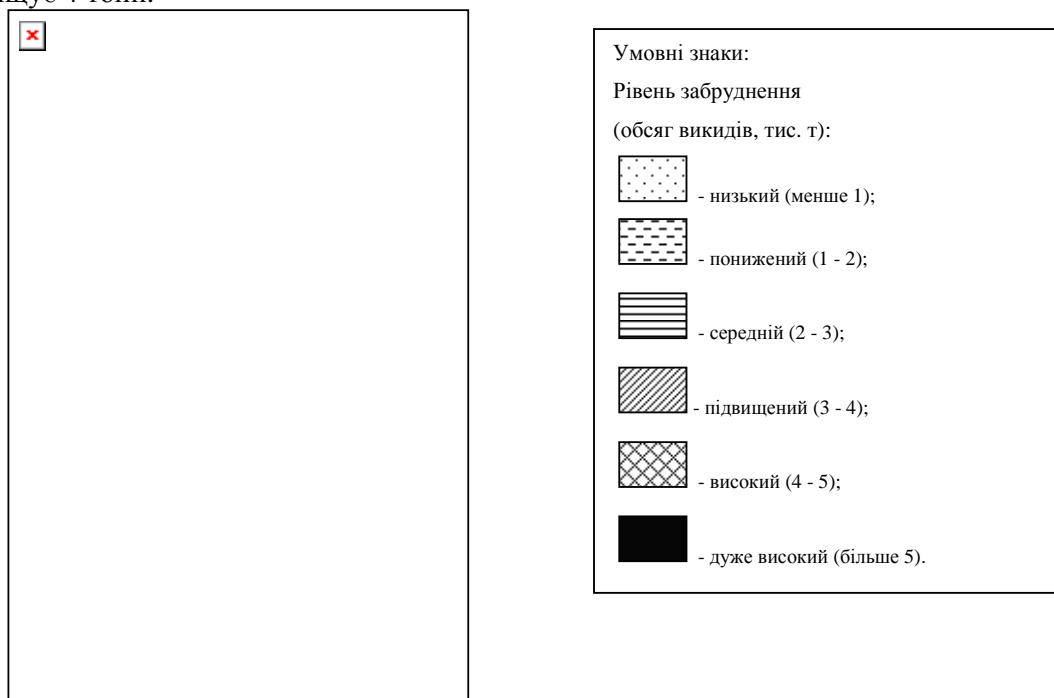 Умовні знаки:
Рівень забруднення
(обсяг викидів, тис. т):
- низький (менше 1);
- понижений (1 - 2);
- середній (2 - 3);
- підвищений (3 - 4);
- високий (4 - 5);
- дуже високий (більше 5).